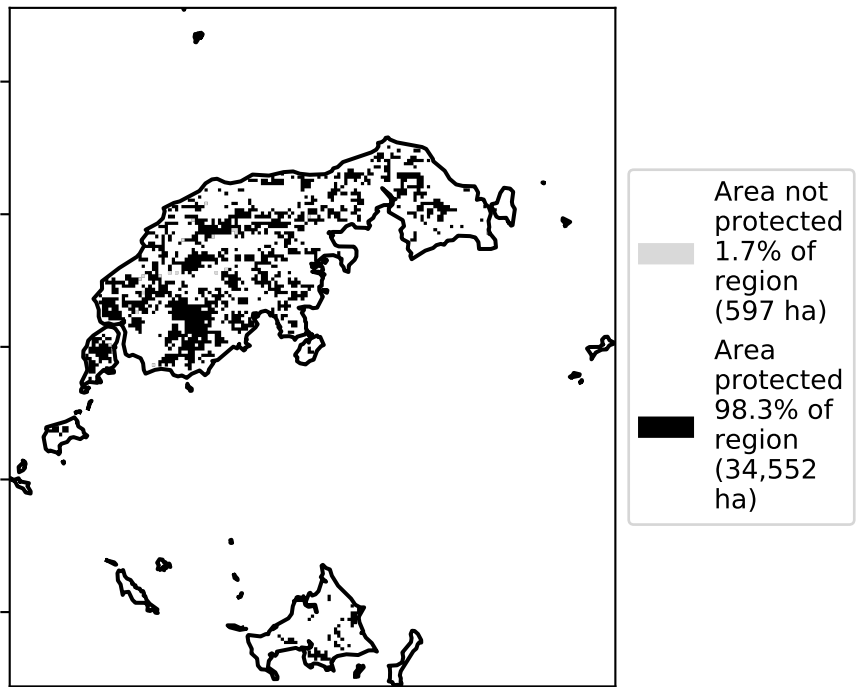 Area not
protected
1.7% of
region
(597 ha)
Area
protected
98.3% of
region
(34,552
ha)